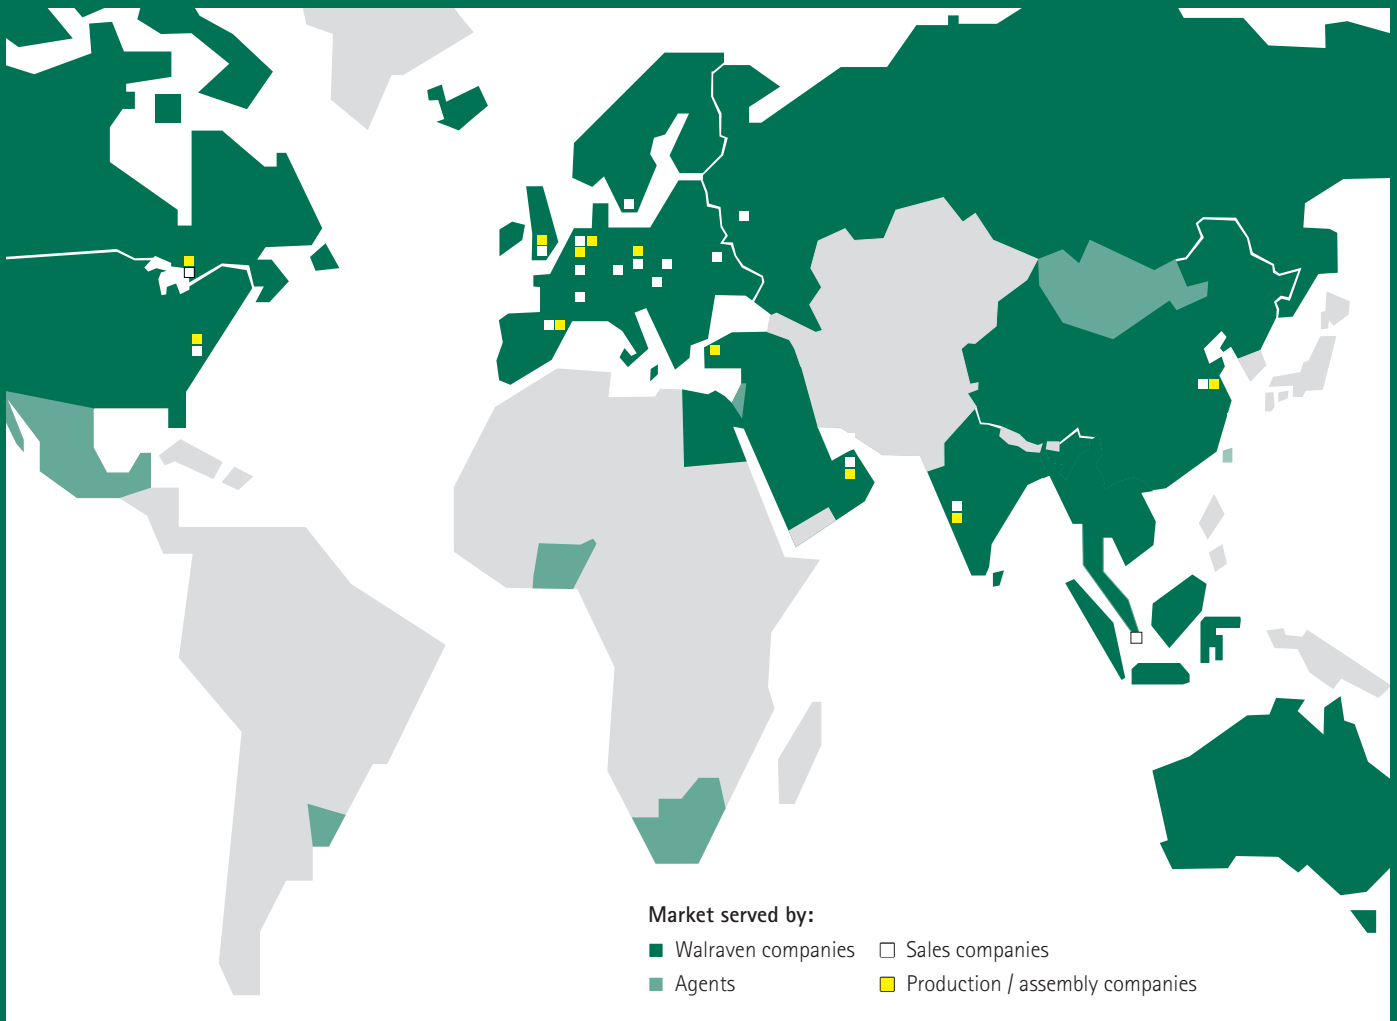 Market served by:
Walraven companies
Sales companies
Agents
Production / assembly companies